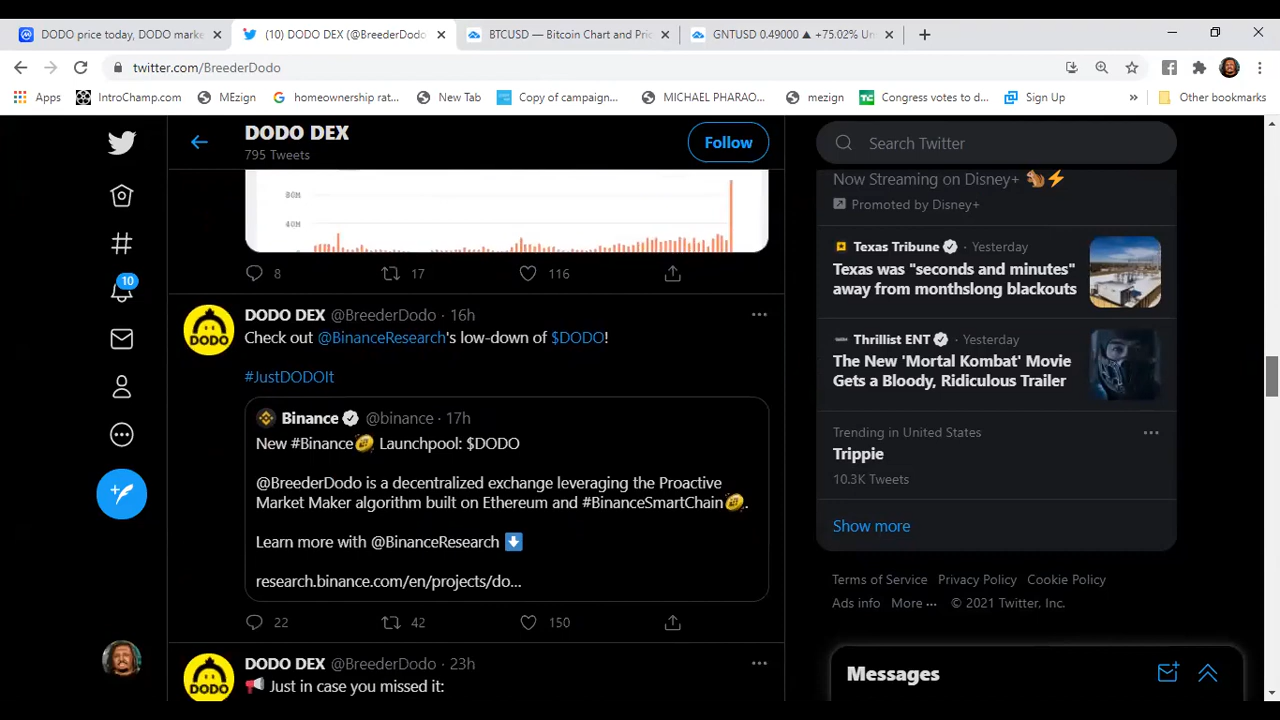 DODO price today, DODO marke
(10) DODO DEX (@BreederDodo
BTCUSD — Bitcoin Chart and Pri
GNTUSD 0.49000 ▲ +75.02% Un
twitter.com/BreederDodo
Apps
IntroChamp.com
MEzign
homeownership rat...
New Tab
Copy of campaign...
MICHAEL PHARAO...
mezign
Congress votes to d...
Sign Up
»
Other bookmarks
DODO DEX
795 Tweets
Follow
Search Twitter
10
80M
40M
8
17
116
DODO DEX @BreederDodo · 16h
Check out @BinanceResearch's low-down of $DODO!
#JustDODOIt
DODO
Binance @binance · 17h
New #Binance Launchpool: $DODO
@BreederDodo is a decentralized exchange leveraging the Proactive
Market Maker algorithm built on Ethereum and #BinanceSmartChain.
Learn more with @BinanceResearch ⬇
research.binance.com/en/projects/do...
22
42
150
DODO DEX @BreederDodo · 23h
📢 Just in case you missed it:
DODO
Now Streaming on Disney+ 🐿⚡
Promoted by Disney+
Texas Tribune · Yesterday
Texas was "seconds and minutes"
away from monthslong blackouts
Thrillist ENT · Yesterday
The New 'Mortal Kombat' Movie
Gets a Bloody, Ridiculous Trailer
Trending in United States
Trippie
10.3K Tweets
Show more
Terms of Service Privacy Policy Cookie Policy
Ads info More ··· © 2021 Twitter, Inc.
Messages